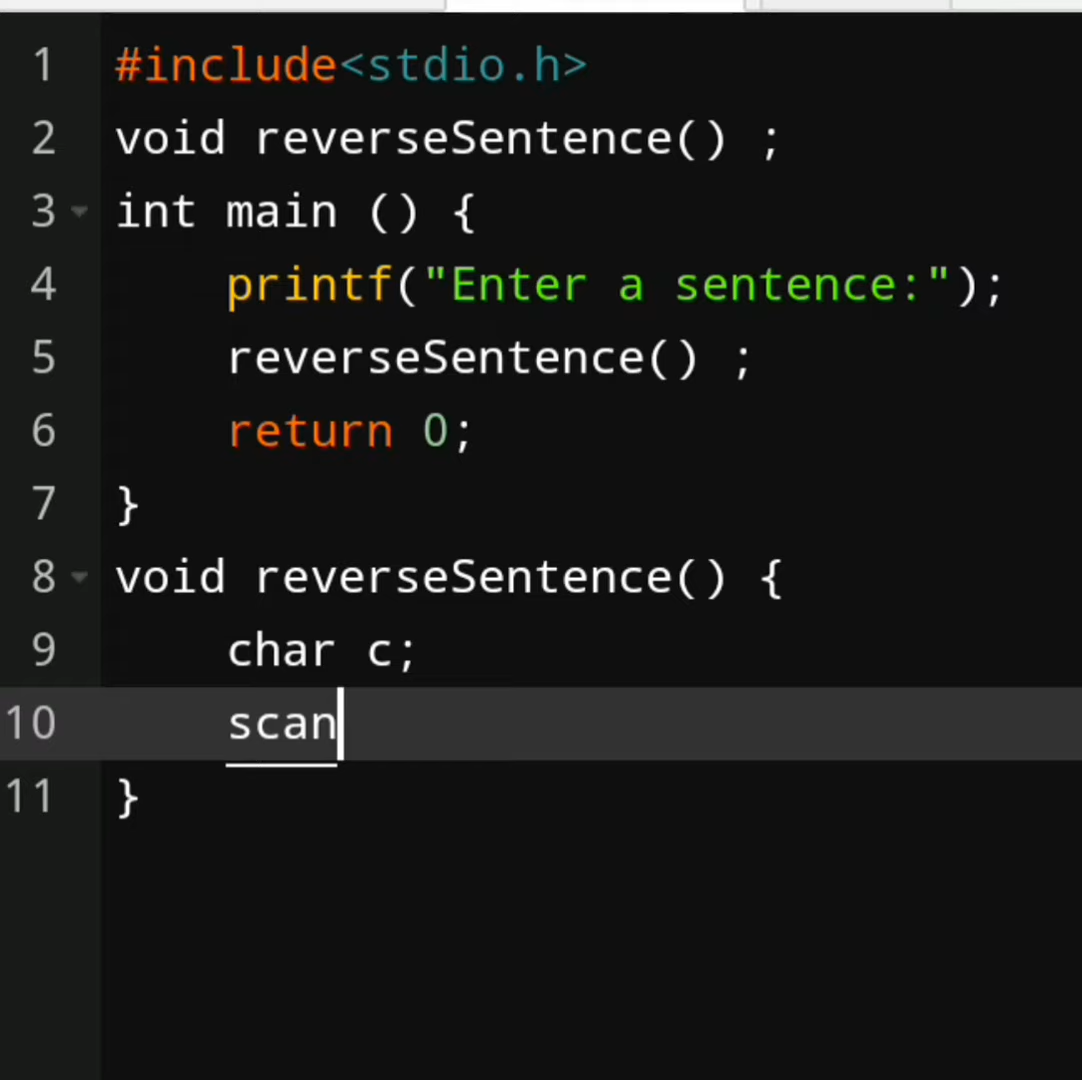 1 #include<stdio.h>
2 void reverseSentence() ;
3 int main () {
4     printf("Enter a sentence:");
5     reverseSentence() ;
6     return 0;
7 }
8 void reverseSentence() {
9     char c;
10     scan
11 }